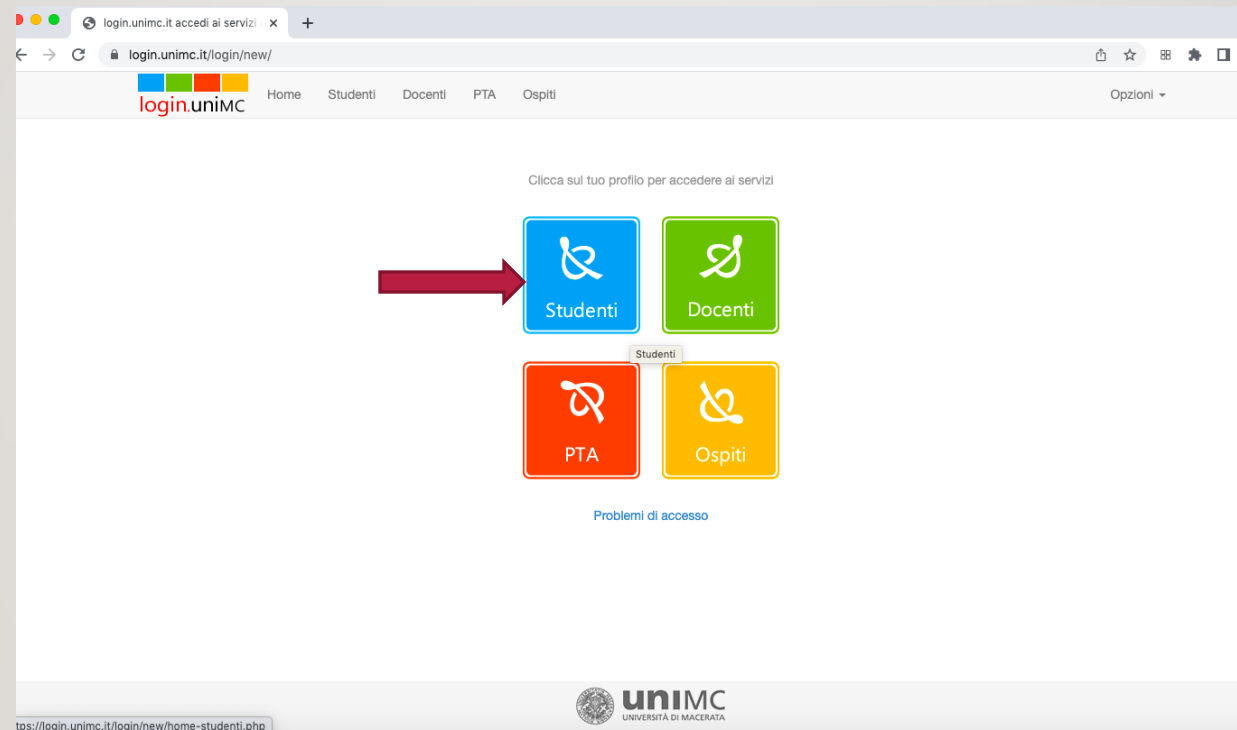 login.unimc.it accedi ai servizi
login.unimc.it/login/new/
login.uniMC
Home Studenti Docenti PTA Ospiti Opzioni
Clicca sul tuo profilo per accedere ai servizi
Studenti Docenti
Studenti
PTA Ospiti
Problemi di accesso
uniMC
UNIVERSITÀ DI MACERATA
tps://login.unimc.it/login/new/home-studenti.php